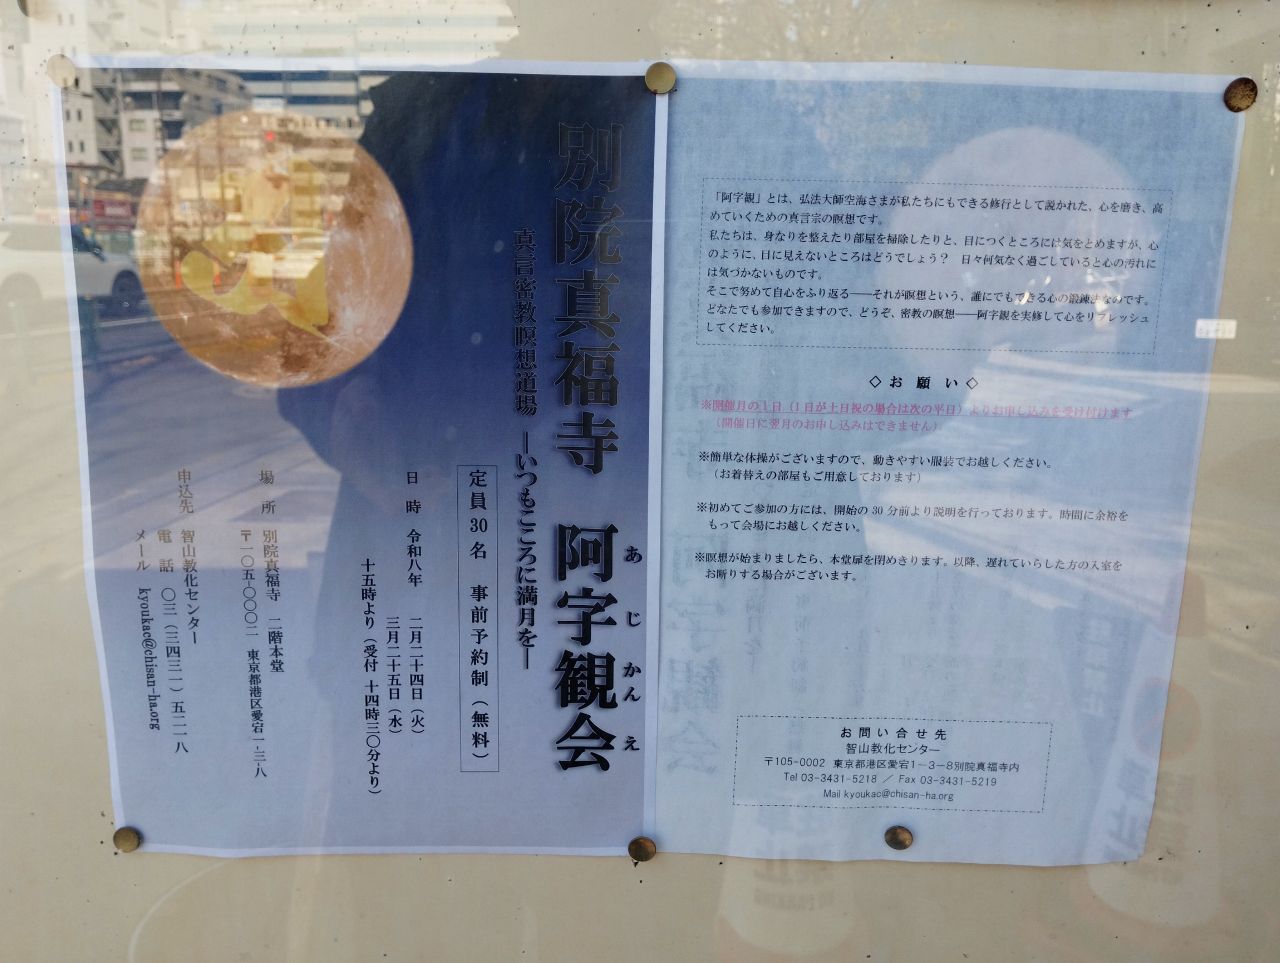 別院真福寺 阿字観会
あじかんえ
真言密教瞑想道場 ―いつもこころに満月を―
定員30名 事前予約制(無料)
日時 令和八年 二月二十四日(火)
三月二十五日(水)
十五時より(受付 十四時三〇分より)
場所 別院真福寺 二階本堂
〒一〇五-〇〇〇二 東京都港区愛宕一-三-八
申込先 智山教化センター
電話 〇三(三四三一)五二一八
メール kyoukac@chisan-ha.org
「阿字観」とは、弘法大師空海さまが私たちにもできる修行として説かれた、心を磨き、高
めていくための真言宗の瞑想です。
私たちは、身なりを整えたり部屋を掃除したりと、目につくところには気をとめますが、心
のように、目に見えないところはどうでしょう? 日々何気なく過ごしていると心の汚れに
は気づかないものです。
そこで努めて自心をふり返る――それが瞑想という、誰にでもできる心の鍛錬法なのです。
どなたでも参加できますので、どうぞ、密教の瞑想――阿字観を実修して心をリフレッシュ
してください。
◇お願い◇
※開催月の1日(1日が土日祝の場合は次の平日)よりお申し込みを受け付けます
(開催日に翌月のお申し込みはできません)
※簡単な体操がございますので、動きやすい服装でお越しください。
(お着替えの部屋もご用意しております)
※初めてご参加の方には、開始の30分前より説明を行っております。時間に余裕を
もって会場にお越しください。
※瞑想が始まりましたら、本堂扉を閉めきります。以降、遅れていらした方の入室を
お断りする場合がございます。
お問い合せ先
智山教化センター
〒105-0002 東京都港区愛宕1-3-8別院真福寺内
Tel 03-3431-5218 / Fax 03-3431-5219
Mail kyoukac@chisan-ha.org